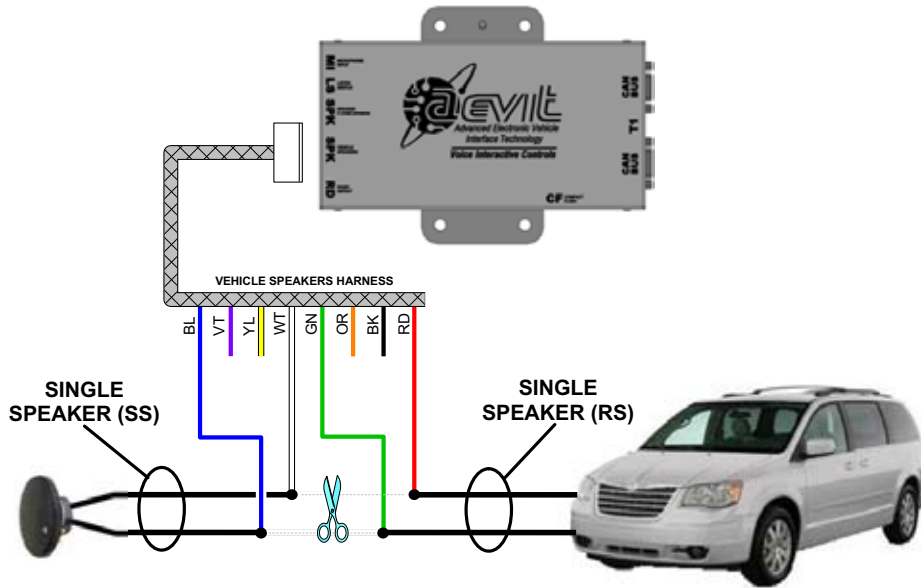 MI
LS
SPK
SPK
RD
aevit
Advanced Electronic Vehicle
Interface Technology
Voice Interactive Controls
CAN
BUS
T1
CAN
BUS
CF
VEHICLE SPEAKERS HARNESS
BL
VT
YL
WT
GN
OR
BK
RD
SINGLE
SPEAKER (SS)
SINGLE
SPEAKER (RS)